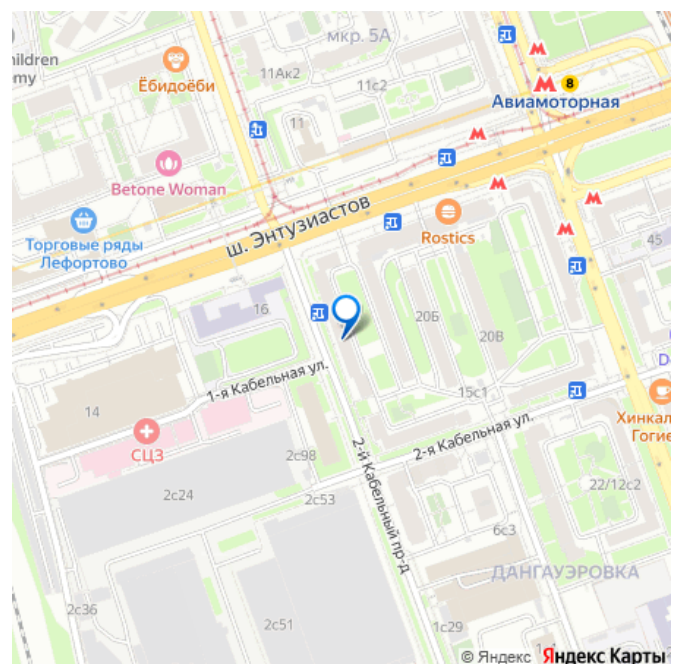 мкр. 5А
hildren
my
Ёбидоёби
11Ак2
11с2
8
Авиамоторная
11
Betone Woman
ш. Энтузиастов
Rostics
Торговые ряды
Лефортово
45
16
20Б
20В
D
1-я Кабельная ул.
15с1
14
Хинкал
Гогие
2-я Кабельная ул.
СЦЗ
2с98
2-й Кабельный пр-д
22/12с2
2с24
2с53
6с3
ДАНГАУЭРОВКА
2с36
2с51
1с29
© Яндекс Яндекс Карты